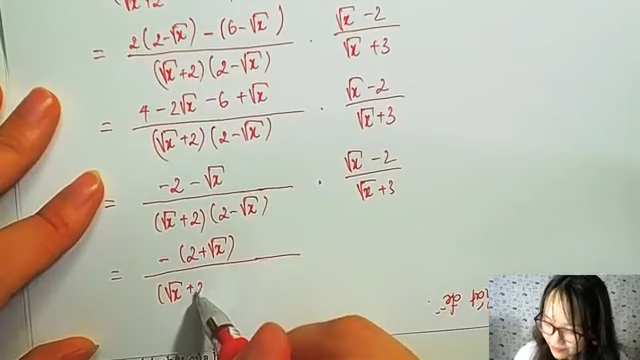 (√x+2
= 2(2-√x) - (6-√x) / (√x+2)(2-√x) · √x-2 / √x+3
= 4-2√x-6+√x / (√x+2)(2-√x) · √x-2 / √x+3
= -2-√x / (√x+2)(2-√x) · √x-2 / √x+3
= -(2+√x) / (√x+2